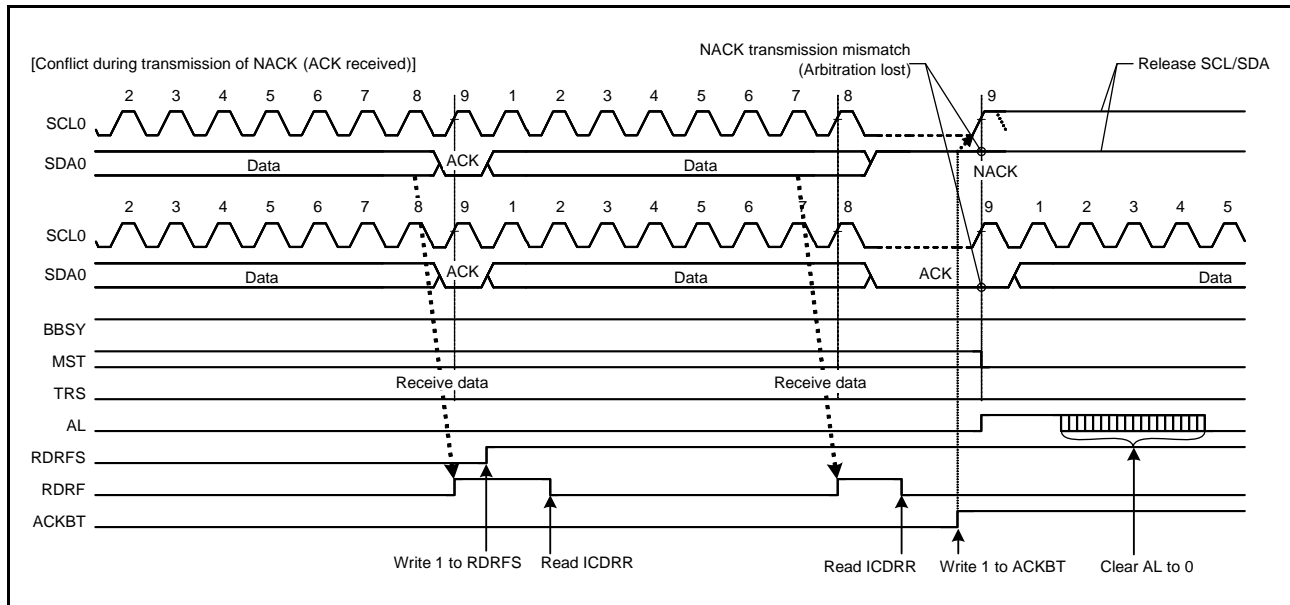 [Conflict during transmission of NACK (ACK received)]
NACK transmission mismatch
(Arbitration lost)
Release SCL/SDA
2 3 4 5 6 7 8 9 1 2 3 4 5 6 7 8 9
SCL0
SDA0 Data ACK Data NACK
2 3 4 5 6 7 8 9 1 2 3 4 5 6 7 8 9 1 2 3 4 5
SCL0
SDA0 Data ACK Data ACK Data
BBSY
MST
Receive data Receive data
TRS
AL
RDRFS
RDRF
ACKBT
Write 1 to RDRFS Read ICDRR Read ICDRR Write 1 to ACKBT Clear AL to 0